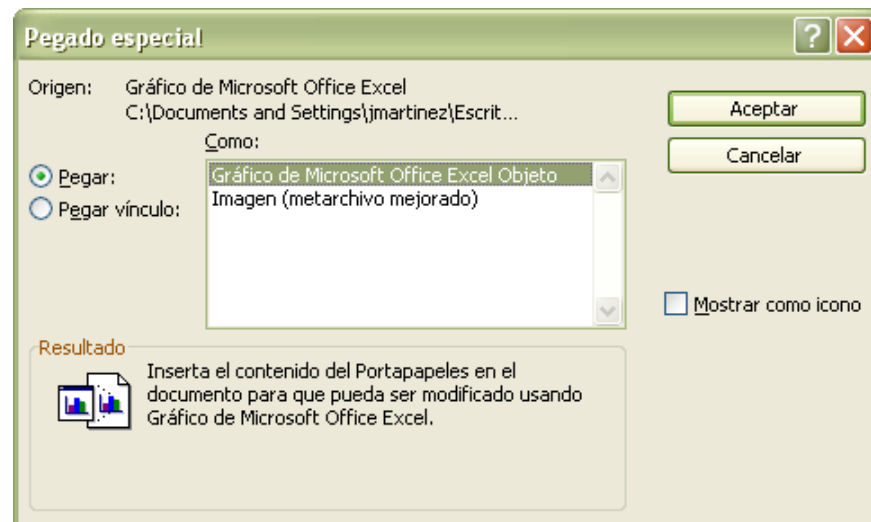 Pegado especial
Origen: Gráfico de Microsoft Office Excel
C:\Documents and Settings\jmartinez\Escrit...
Como:
Pegar:
Pegar vínculo:
Gráfico de Microsoft Office Excel Objeto
Imagen (metarchivo mejorado)
Aceptar
Cancelar
Mostrar como icono
Resultado
Inserta el contenido del Portapapeles en el
documento para que pueda ser modificado usando
Gráfico de Microsoft Office Excel.